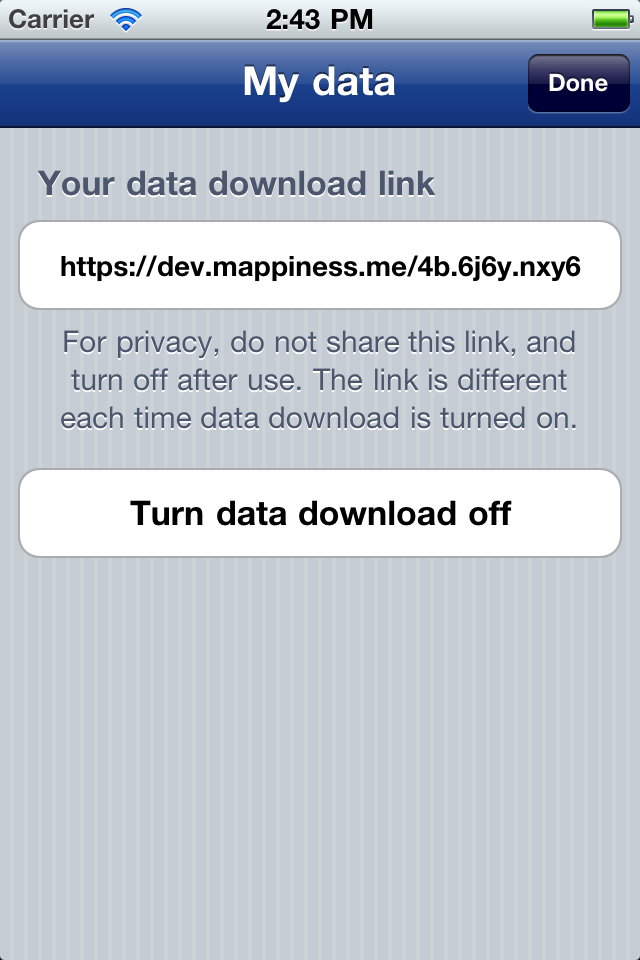 Carrier 2:43 PM
My data Done
Your data download link
https://dev.mappiness.me/4b.6j6y.nxy6
For privacy, do not share this link, and
turn off after use. The link is different
each time data download is turned on.
Turn data download off